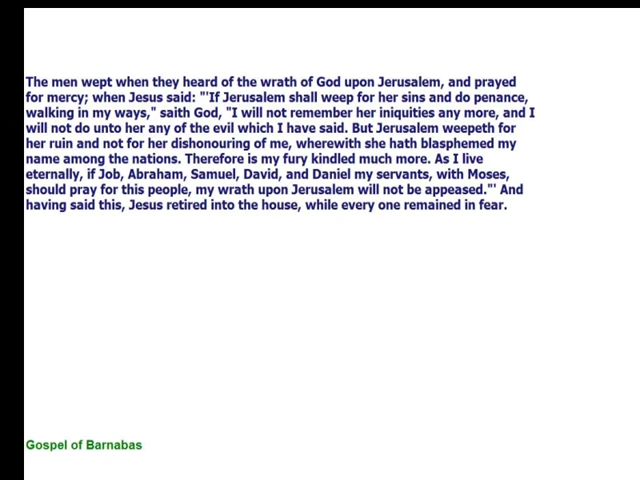 The men wept when they heard of the wrath of God upon Jerusalem, and prayed
for mercy; when Jesus said: "'If Jerusalem shall weep for her sins and do penance,
walking in my ways," saith God, "I will not remember her iniquities any more, and I
will not do unto her any of the evil which I have said. But Jerusalem weepeth for
her ruin and not for her dishonouring of me, wherewith she hath blasphemed my
name among the nations. Therefore is my fury kindled much more. As I live
eternally, if Job, Abraham, Samuel, David, and Daniel my servants, with Moses,
should pray for this people, my wrath upon Jerusalem will not be appeased."' And
having said this, Jesus retired into the house, while every one remained in fear.
Gospel of Barnabas